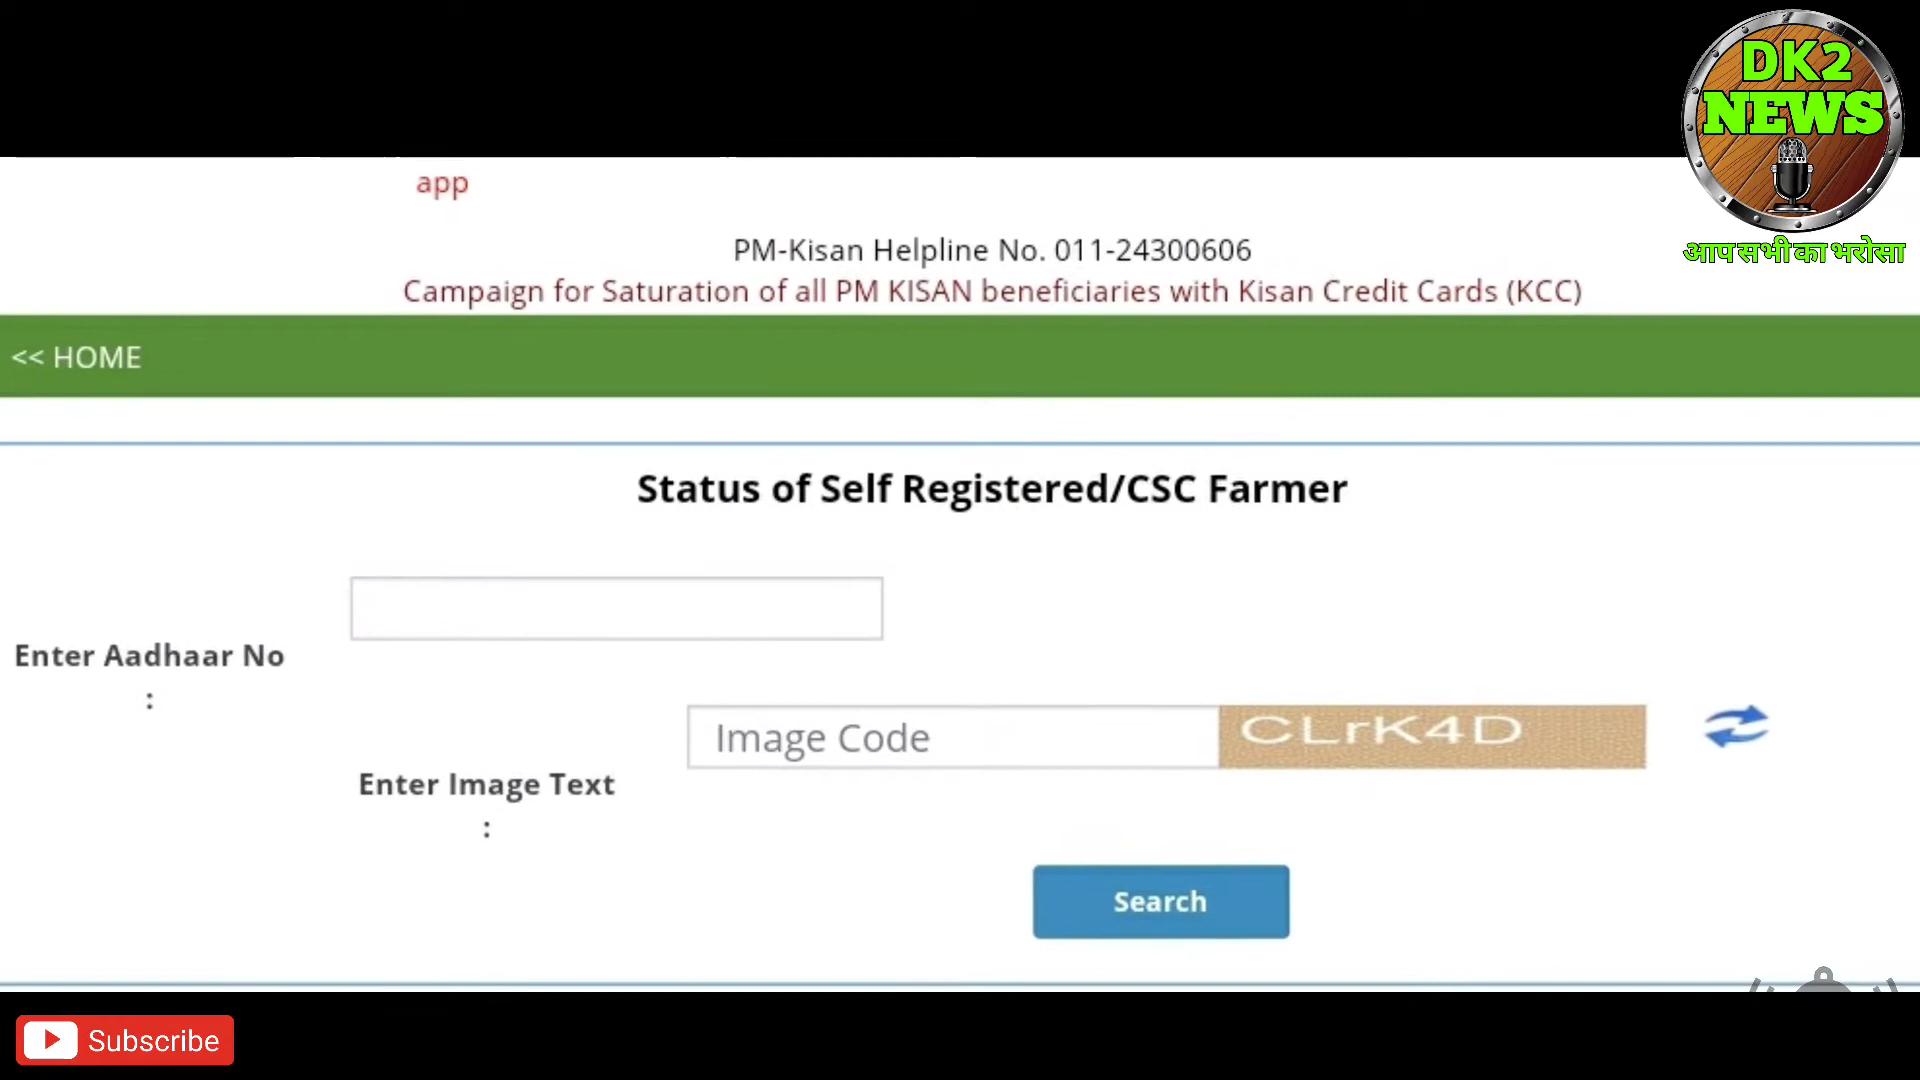 DK2
NEWS
आप सभी का भरोसा
app
PM-Kisan Helpline No. 011-24300606
Campaign for Saturation of all PM KISAN beneficiaries with Kisan Credit Cards (KCC)
<< HOME
Status of Self Registered/CSC Farmer
Enter Aadhaar No
:
Image Code
CLrK4D
Enter Image Text
:
Search
Subscribe